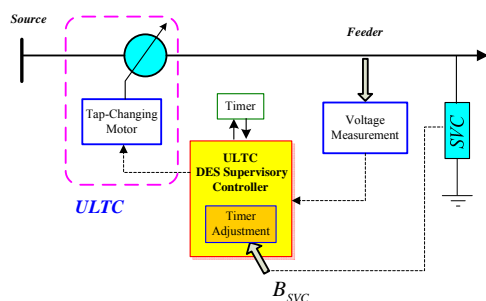 Source
Feeder
Tap-Changing
Motor
Timer
Voltage
Measurement
SVC
ULTC
DES Supervisory
Controller
ULTC
Timer
Adjustment
B_SVC